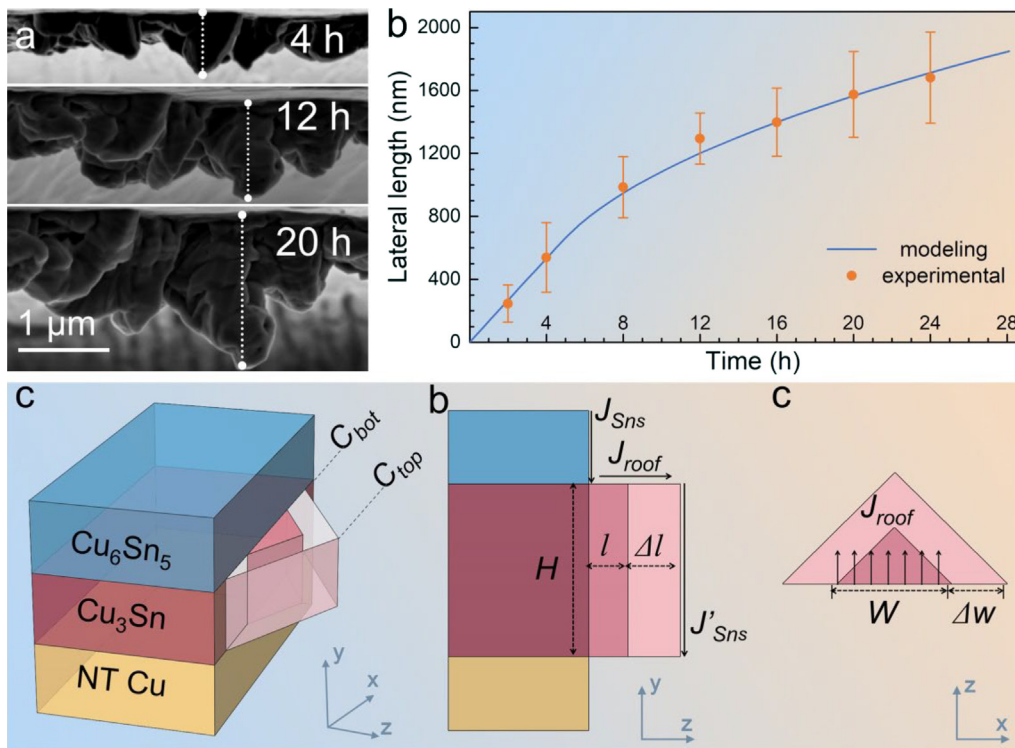 a
4 h
12 h
20 h
1 μm
b
Lateral length (nm)
2000
1600
1200
800
400
0
4
8
12
16
20
24
28
Time (h)
modeling
experimental
c
C_bot
C_top
Cu₆Sn₅
Cu₃Sn
NT Cu
y
x
z
b
J_Sns
J_roof
H
l
Δl
J'_Sns
y
z
c
J_roof
W
Δw
z
x